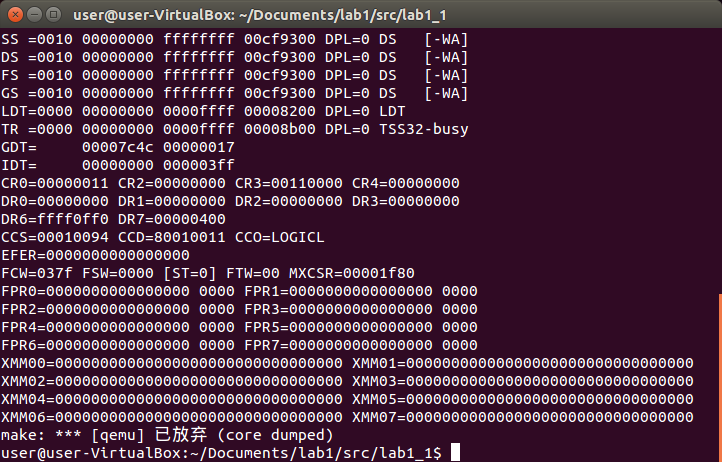 user@user-VirtualBox: ~/Documents/lab1/src/lab1_1
SS =0010 00000000 ffffffff 00cf9300 DPL=0 DS   [-WA]
DS =0010 00000000 ffffffff 00cf9300 DPL=0 DS   [-WA]
FS =0010 00000000 ffffffff 00cf9300 DPL=0 DS   [-WA]
GS =0010 00000000 ffffffff 00cf9300 DPL=0 DS   [-WA]
LDT=0000 00000000 0000ffff 00008200 DPL=0 LDT
TR =0000 00000000 0000ffff 00008b00 DPL=0 TSS32-busy
GDT=     00007c4c 00000017
IDT=     00000000 000003ff
CR0=00000011 CR2=00000000 CR3=00110000 CR4=00000000
DR0=00000000 DR1=00000000 DR2=00000000 DR3=00000000
DR6=ffff0ff0 DR7=00000400
CCS=00010094 CCD=80010011 CCO=LOGICL
EFER=0000000000000000
FCW=037f FSW=0000 [ST=0] FTW=00 MXCSR=00001f80
FPR0=0000000000000000 0000 FPR1=0000000000000000 0000
FPR2=0000000000000000 0000 FPR3=0000000000000000 0000
FPR4=0000000000000000 0000 FPR5=0000000000000000 0000
FPR6=0000000000000000 0000 FPR7=0000000000000000 0000
XMM00=00000000000000000000000000000000 XMM01=00000000000000000000000000000000
XMM02=00000000000000000000000000000000 XMM03=00000000000000000000000000000000
XMM04=00000000000000000000000000000000 XMM05=00000000000000000000000000000000
XMM06=00000000000000000000000000000000 XMM07=00000000000000000000000000000000
make: *** [qemu] 已放弃 (core dumped)
user@user-VirtualBox:~/Documents/lab1/src/lab1_1$